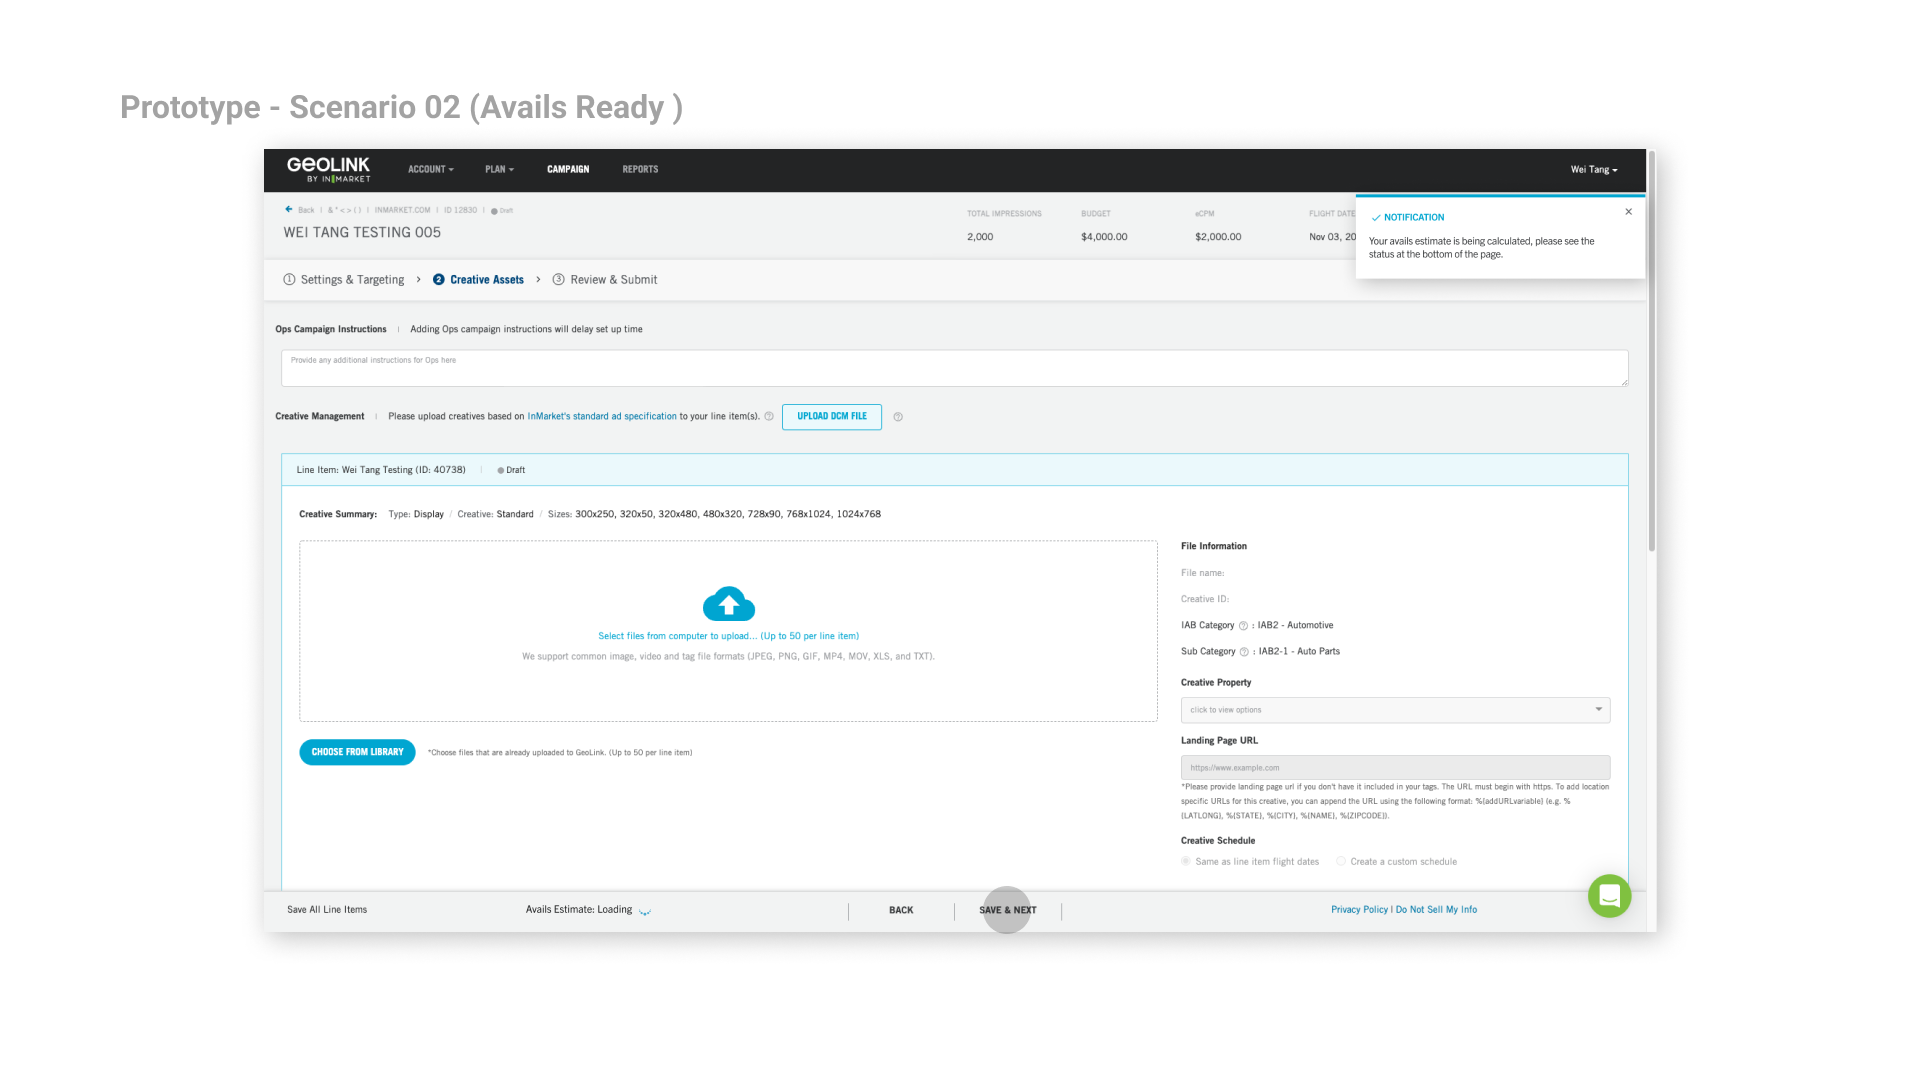 Prototype - Scenario 02 (Avails Ready )
GEOLINK
BY INMARKET
ACCOUNT
PLAN
CAMPAIGN
REPORTS
Wei Tang
Back | & * < > ( ) | INMARKET.COM | ID 12830 | Draft
WEI TANG TESTING 005
TOTAL IMPRESSIONS
2,000
BUDGET
$4,000.00
eCPM
$2,000.00
FLIGHT DATE
Nov 03, 20
NOTIFICATION
Your avails estimate is being calculated, please see the
status at the bottom of the page.
1 Settings & Targeting > 2 Creative Assets > 3 Review & Submit
Ops Campaign Instructions | Adding Ops campaign instructions will delay set up time
Provide any additional instructions for Ops here
Creative Management | Please upload creatives based on InMarket's standard ad specification to your line item(s). ? UPLOAD DCM FILE ?
Line Item: Wei Tang Testing (ID: 40738) | Draft
Creative Summary: Type: Display / Creative: Standard / Sizes: 300x250, 320x50, 320x480, 480x320, 728x90, 768x1024, 1024x768
Select files from computer to upload... (Up to 50 per line item)
We support common image, video and tag file formats (JPEG, PNG, GIF, MP4, MOV, XLS, and TXT).
CHOOSE FROM LIBRARY
*Choose files that are already uploaded to GeoLink. (Up to 50 per line item)
File Information
File name:
Creative ID:
IAB Category ? : IAB2 - Automotive
Sub Category ? : IAB2-1 - Auto Parts
Creative Property
click to view options
Landing Page URL
https://www.example.com
*Please provide landing page url if you don't have it included in your tags. The URL must begin with https. To add location
specific URLs for this creative, you can append the URL using the following format: %{addURLvariable} (e.g. %
{LATLONG}, %{STATE}, %{CITY}, %{NAME}, %{ZIPCODE}).
Creative Schedule
Same as line item flight dates
Create a custom schedule
Save All Line Items
Avails Estimate: Loading
BACK
SAVE & NEXT
Privacy Policy | Do Not Sell My Info